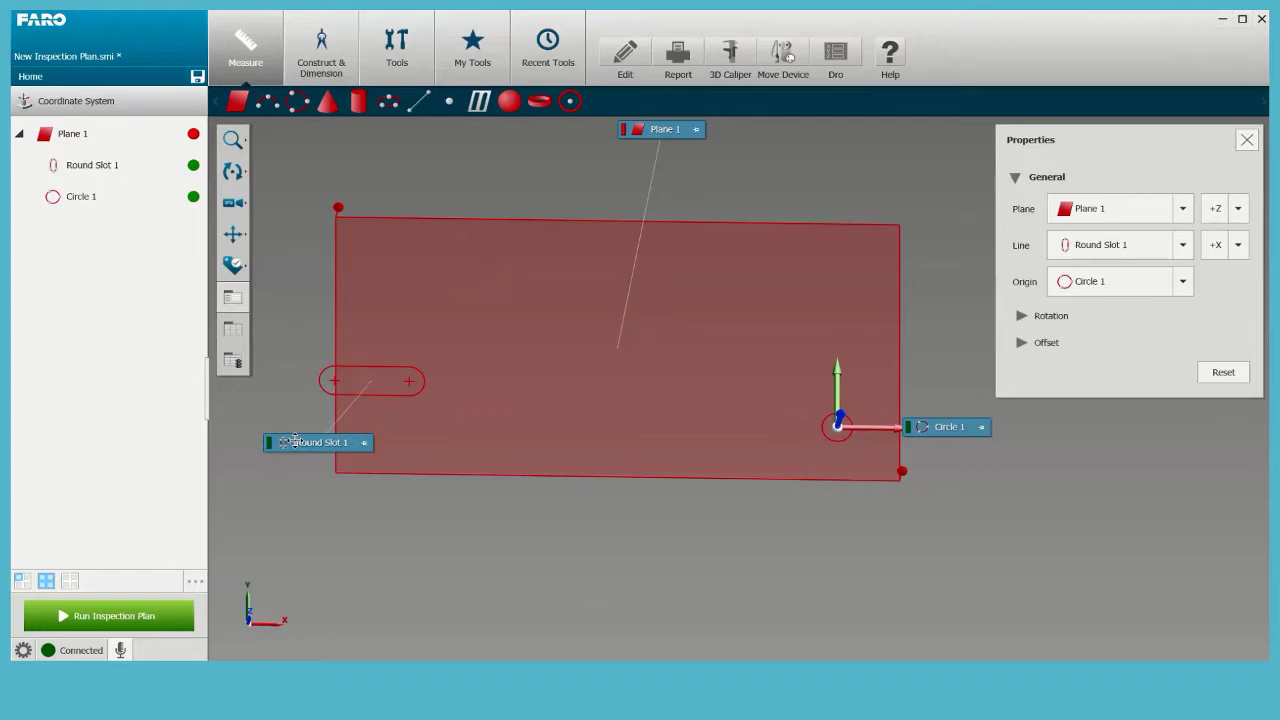 FARO
New Inspection Plan.smi *
Home
Measure
Construct &
Dimension
Tools
My Tools
Recent Tools
Edit
Report
3D Caliper
Move Device
Dro
Help
Coordinate System
Plane 1
Round Slot 1
Circle 1
Plane 1
Round Slot 1
Circle 1
Properties
General
Plane
Plane 1
+Z
Line
Round Slot 1
+X
Origin
Circle 1
Rotation
Offset
Reset
Y
Z
X
Run Inspection Plan
Connected